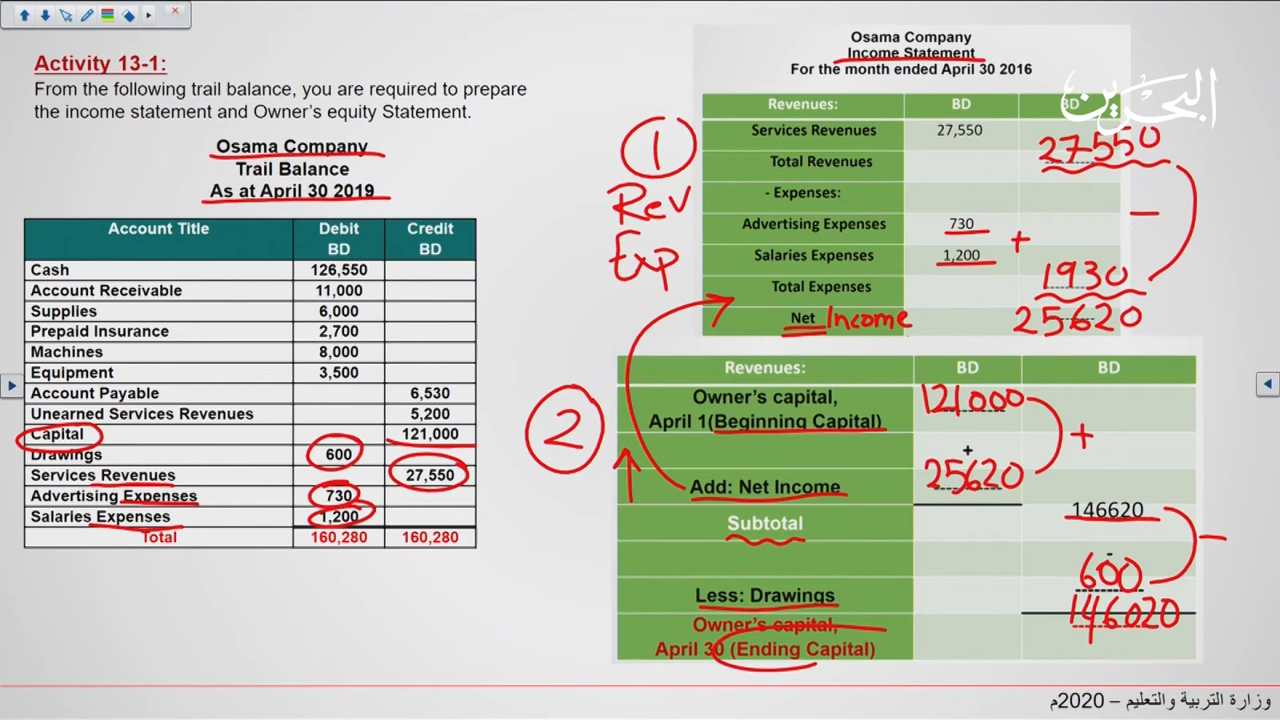 Activity 13-1:
From the following trail balance, you are required to prepare
the income statement and Owner's equity Statement.
Osama Company
Trail Balance
As at April 30 2019
Account Title Debit BD Credit BD
Cash 126,550
Account Receivable 11,000
Supplies 6,000
Prepaid Insurance 2,700
Machines 8,000
Equipment 3,500
Account Payable 6,530
Unearned Services Revenues 5,200
Capital 121,000
Drawings 600
Services Revenues 27,550
Advertising Expenses 730
Salaries Expenses 1,200
Total 160,280 160,280
1
Rev
Exp
Osama Company
Income Statement
For the month ended April 30 2016
البحرين
Revenues: BD BD
Services Revenues 27,550
Total Revenues 27550
- Expenses: −
Advertising Expenses 730
Salaries Expenses 1,200 +
Total Expenses 1930
Net Income 25620
2
Revenues: BD BD
Owner's capital,
April 1(Beginning Capital) 121000
+ +
Add: Net Income 25620
Subtotal 146620
- −
Less: Drawings 600
Owner's capital,
April 30 (Ending Capital) 146020
وزارة التربية والتعليم – 2020م